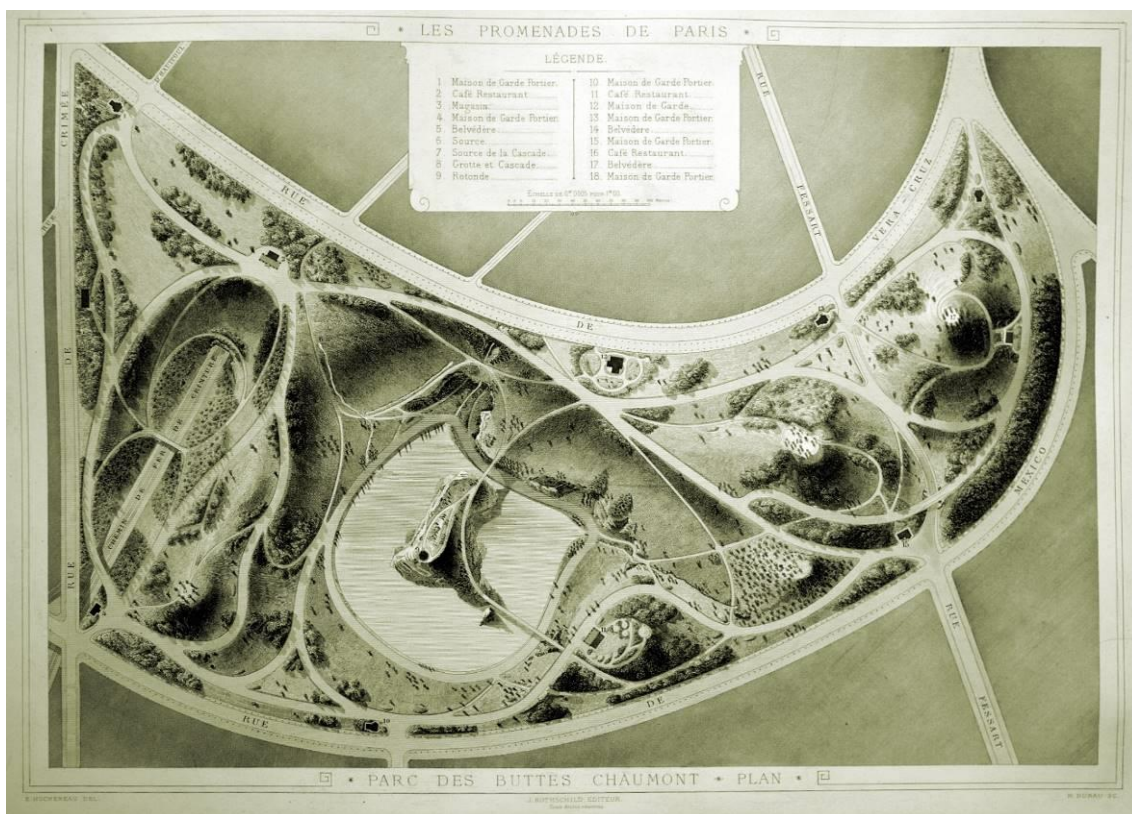 LES PROMENADES DE PARIS
LÉGENDE.
1 Maison de Garde Portier.
2 Café Restaurant
3 Magasin
4 Maison de Garde Portier
5 Belvédère
6 Source
7 Source de la Cascade
8 Grotte et Cascade
9 Rotonde
10 Maison de Garde Portier.
11 Café Restaurant
12 Maison de Garde
13 Maison de Garde Portier.
14 Belvédère
15 Maison de Garde Portier.
16 Café Restaurant
17 Belvédère
18 Maison de Garde Portier.
RUE DE CRIMÉE
RUE DE VERA-CRUZ
RUE FESSART
CHEMIN DE FER DE CEINTURE
RUE DE MEXICO
RUE FESSART
PARC DES BUTTES CHAUMONT PLAN
E. HOCHEREAU DEL.
J. ROTHSCHILD EDITEUR